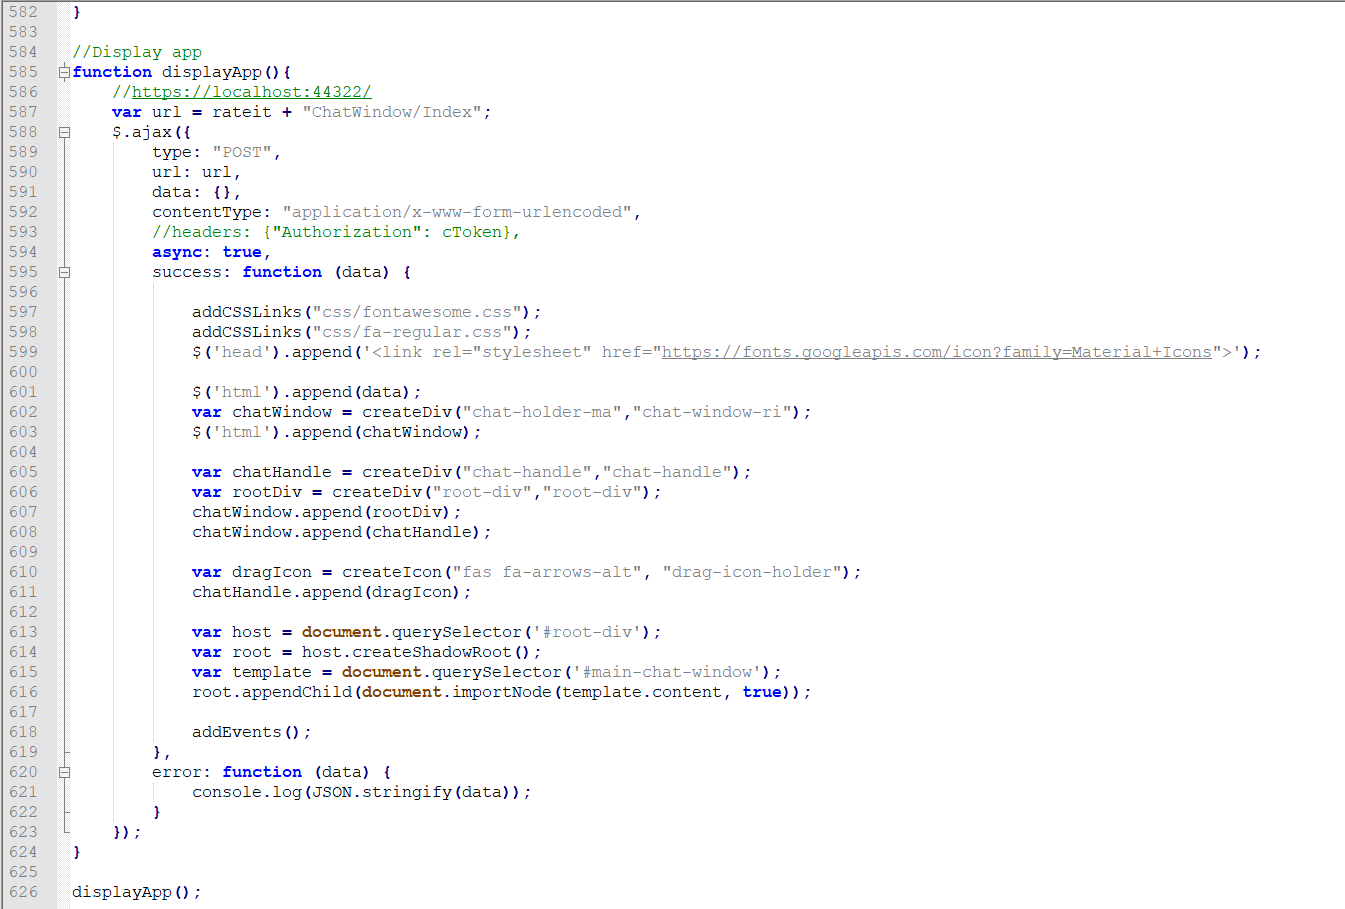 582 }
583
584 //Display app
585 function displayApp(){
586 //https://localhost:44322/
587 var url = rateit + "ChatWindow/Index";
588 $.ajax({
589 type: "POST",
590 url: url,
591 data: {},
592 contentType: "application/x-www-form-urlencoded",
593 //headers: {"Authorization": cToken},
594 async: true,
595 success: function (data) {
596
597 addCSSLinks("css/fontawesome.css");
598 addCSSLinks("css/fa-regular.css");
599 $('head').append('<link rel="stylesheet" href="https://fonts.googleapis.com/icon?family=Material+Icons">');
600
601 $('html').append(data);
602 var chatWindow = createDiv("chat-holder-ma","chat-window-ri");
603 $('html').append(chatWindow);
604
605 var chatHandle = createDiv("chat-handle","chat-handle");
606 var rootDiv = createDiv("root-div","root-div");
607 chatWindow.append(rootDiv);
608 chatWindow.append(chatHandle);
609
610 var dragIcon = createIcon("fas fa-arrows-alt", "drag-icon-holder");
611 chatHandle.append(dragIcon);
612
613 var host = document.querySelector('#root-div');
614 var root = host.createShadowRoot();
615 var template = document.querySelector('#main-chat-window');
616 root.appendChild(document.importNode(template.content, true));
617
618 addEvents();
619 },
620 error: function (data) {
621 console.log(JSON.stringify(data));
622 }
623 });
624 }
625
626 displayApp();